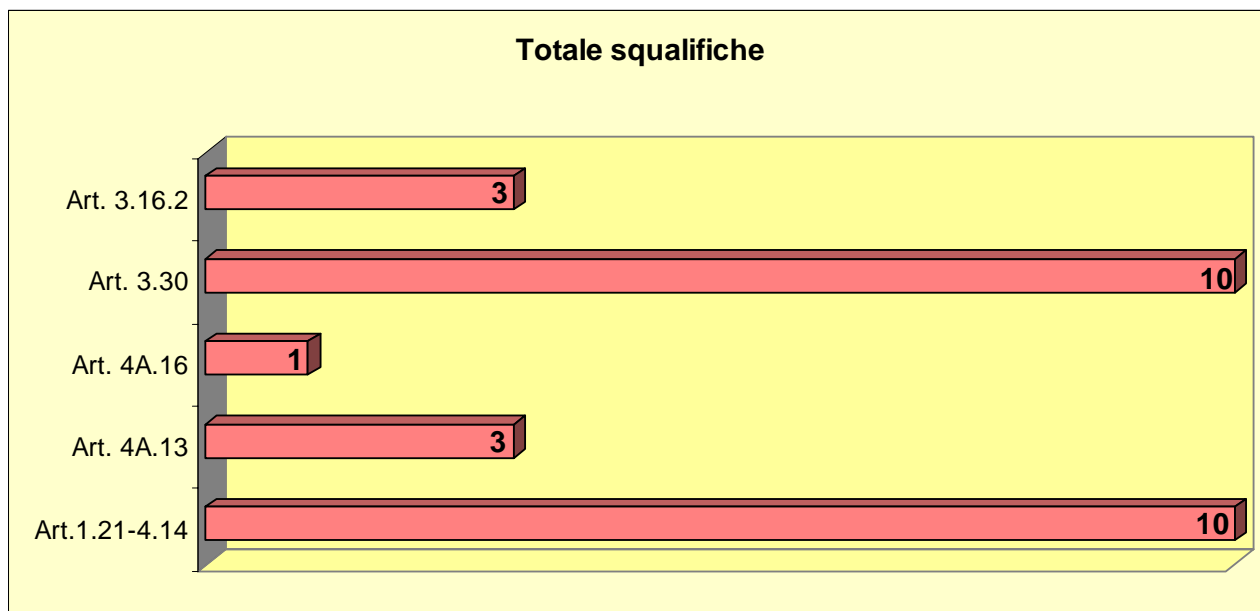 Totale squalifiche
Art. 3.16.2
3
Art. 3.30
10
Art. 4A.16
1
Art. 4A.13
3
Art.1.21-4.14
10